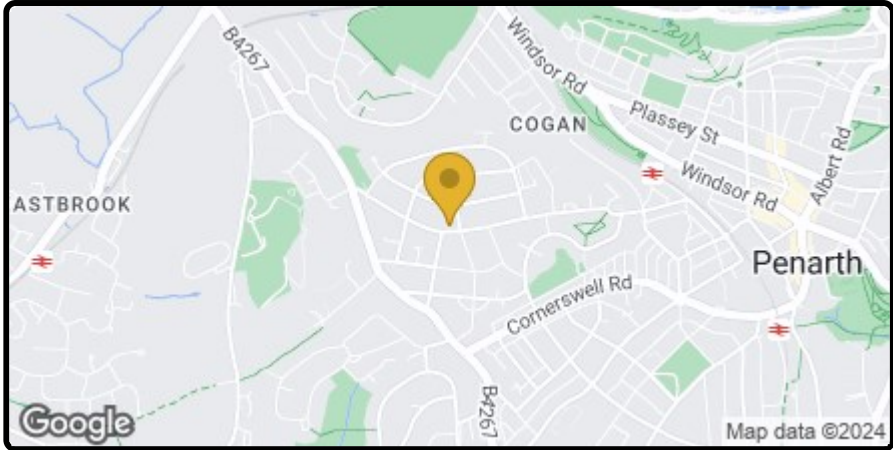 B4267
Windsor Rd
COGAN
Plassey St
Albert Rd
Windsor Rd
ASTBROOK
Penarth
Cornerswell Rd
B4267
Google
Map data ©2024